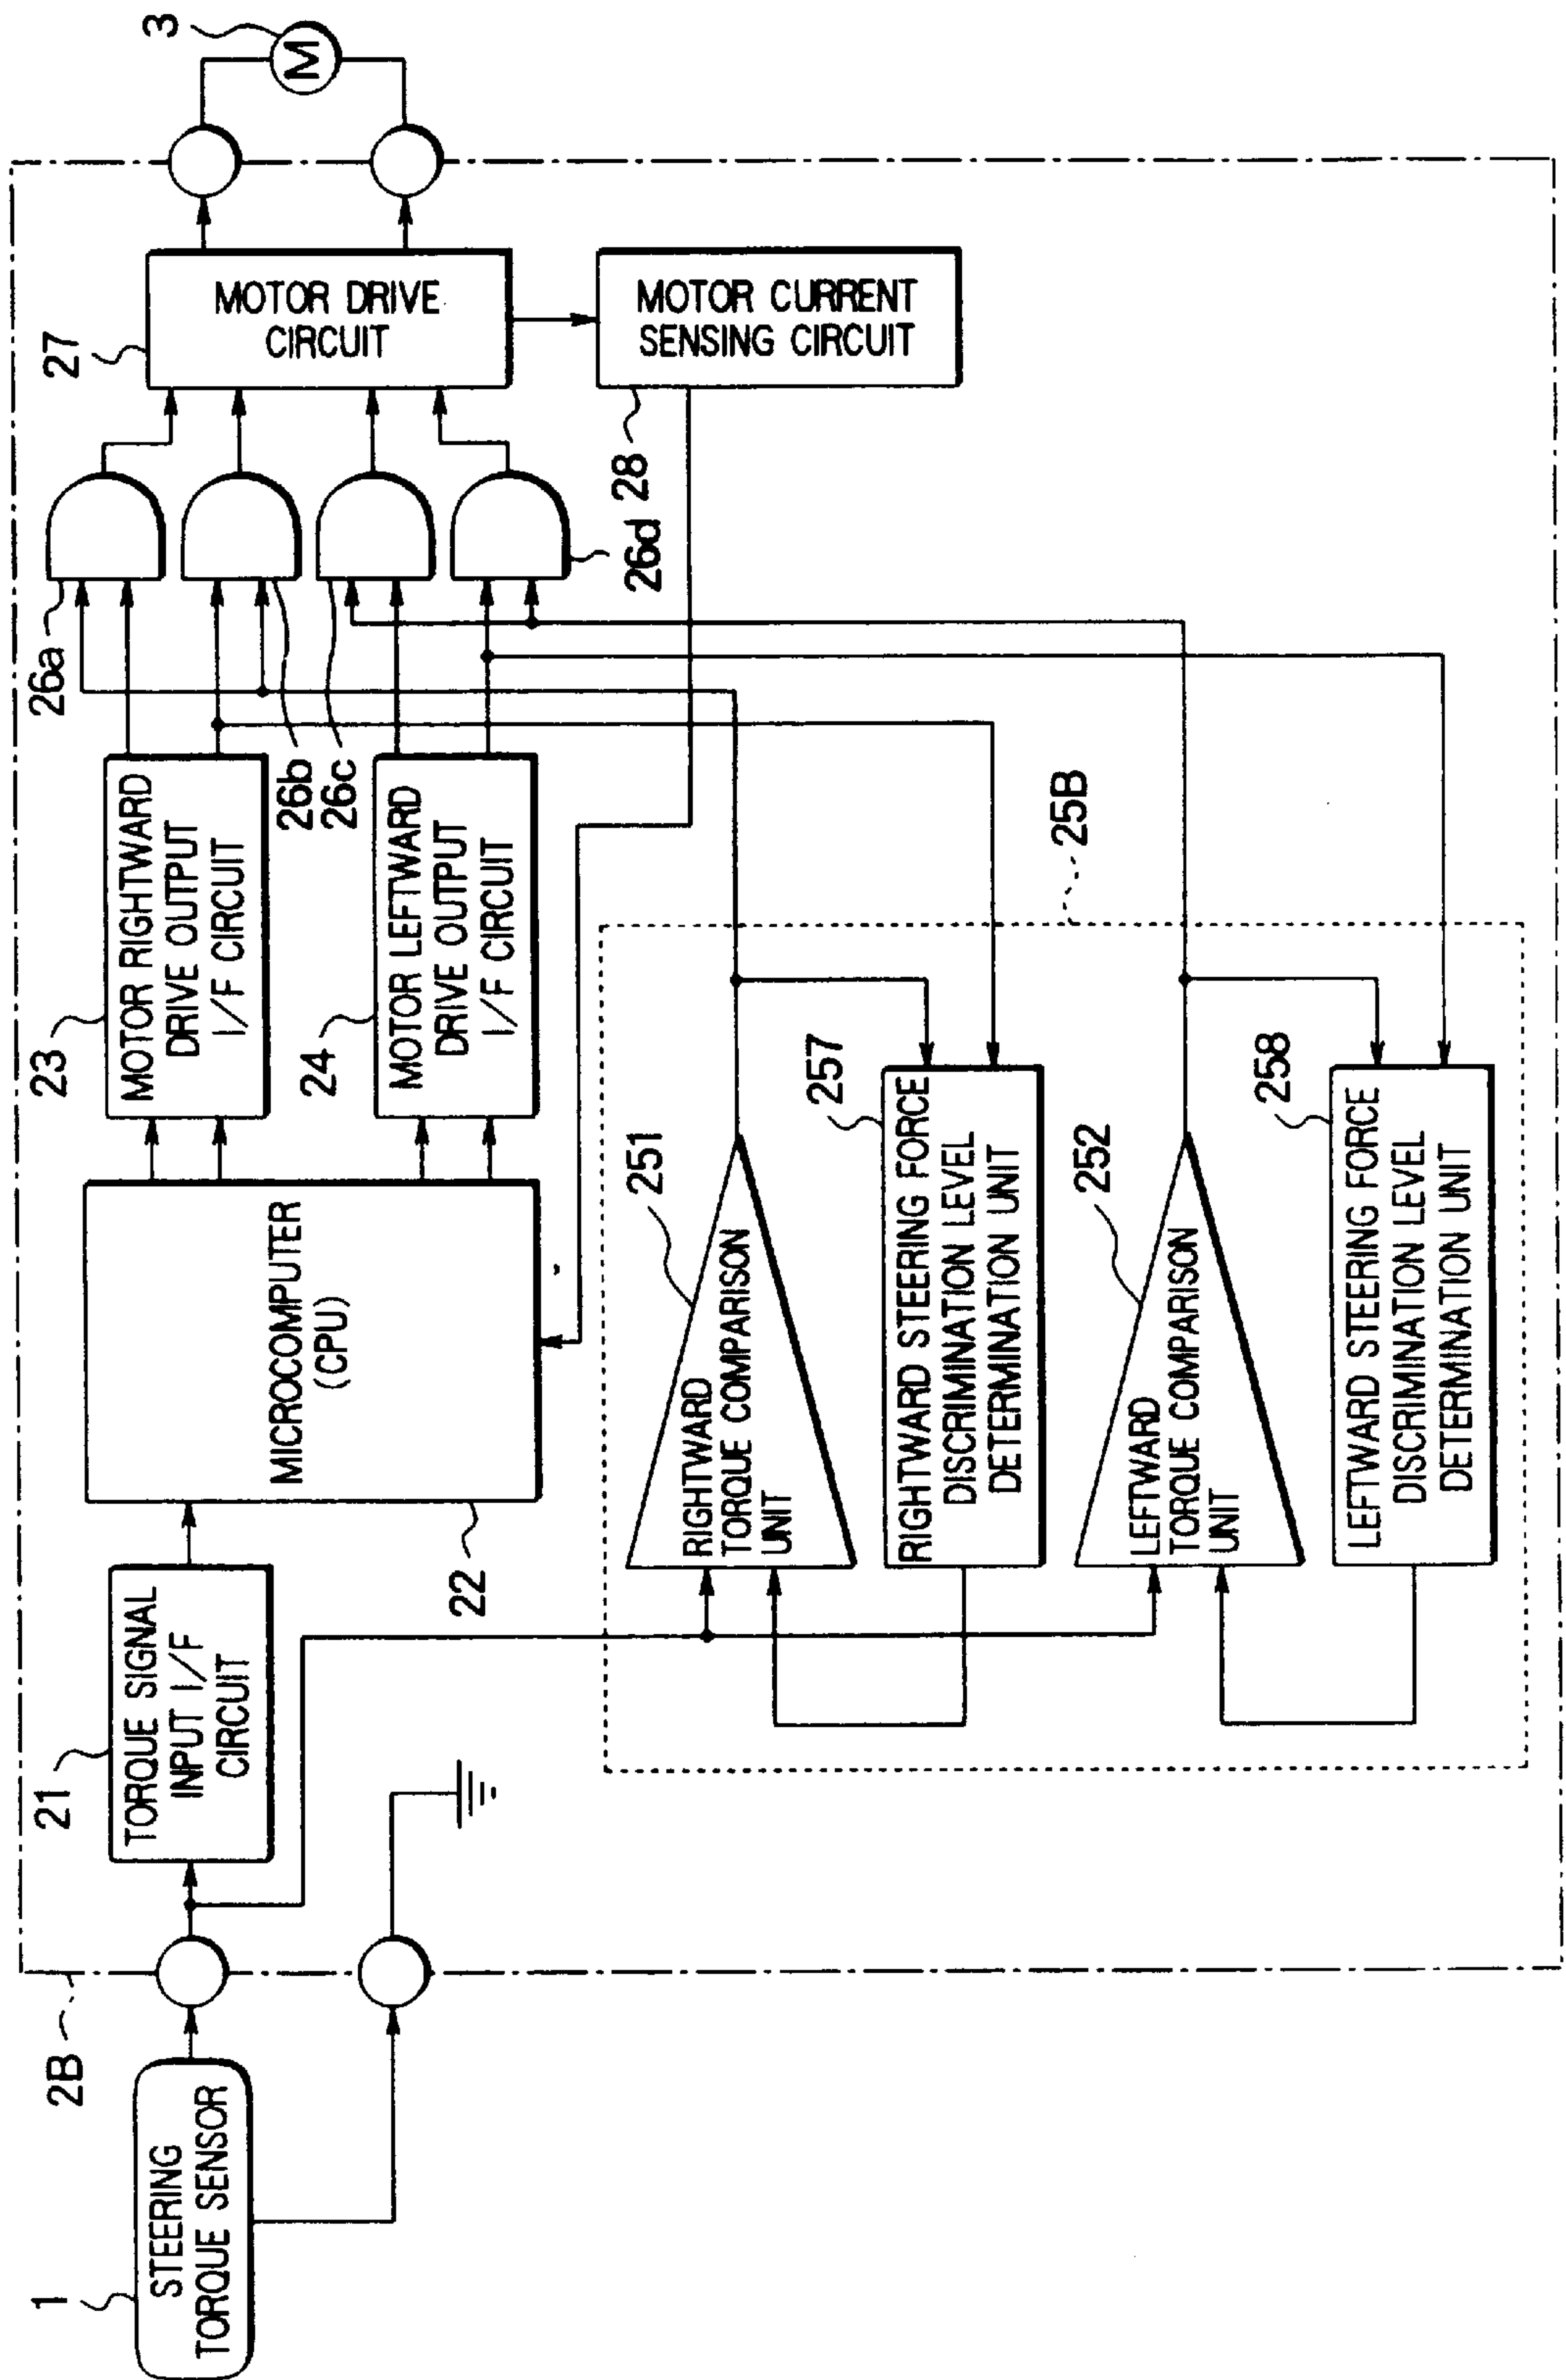 1
STEERING
TORQUE SENSOR
2B
21
TORQUE SIGNAL
INPUT I/F
CIRCUIT
22
MICROCOMPUTER
(CPU)
23
MOTOR RIGHTWARD
DRIVE OUTPUT
I/F CIRCUIT
24
MOTOR LEFTWARD
DRIVE OUTPUT
I/F CIRCUIT
26a
26b
26c
26d
27
MOTOR DRIVE
CIRCUIT
28
MOTOR CURRENT
SENSING CIRCUIT
3
M
25B
251
RIGHTWARD
TORQUE COMPARISON
UNIT
257
RIGHTWARD STEERING FORCE
DISCRIMINATION LEVEL
DETERMINATION UNIT
252
LEFTWARD
TORQUE COMPARISON
UNIT
258
LEFTWARD STEERING FORCE
DISCRIMINATION LEVEL
DETERMINATION UNIT